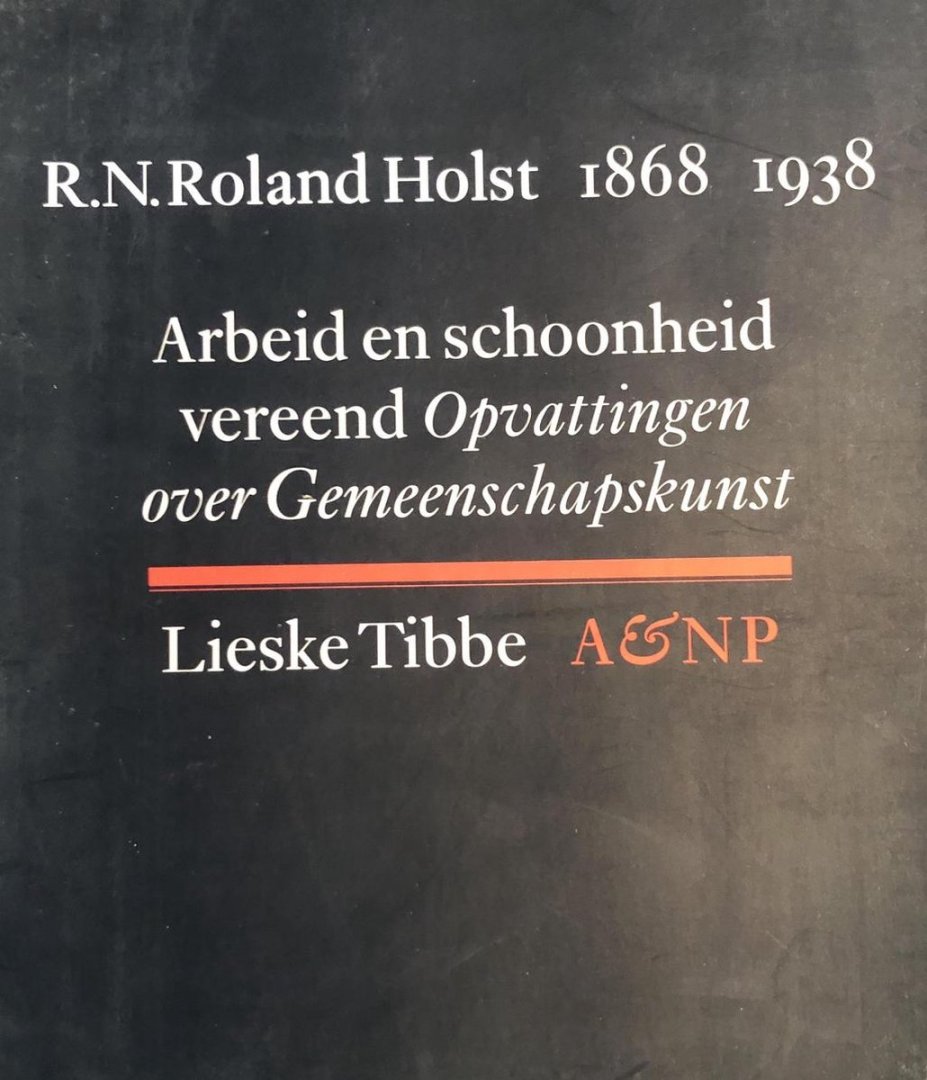 R.N. Roland Holst 1868 1938
Arbeid en schoonheid
vereend Opvattingen
over Gemeenschapskunst
Lieske Tibbe A&NP